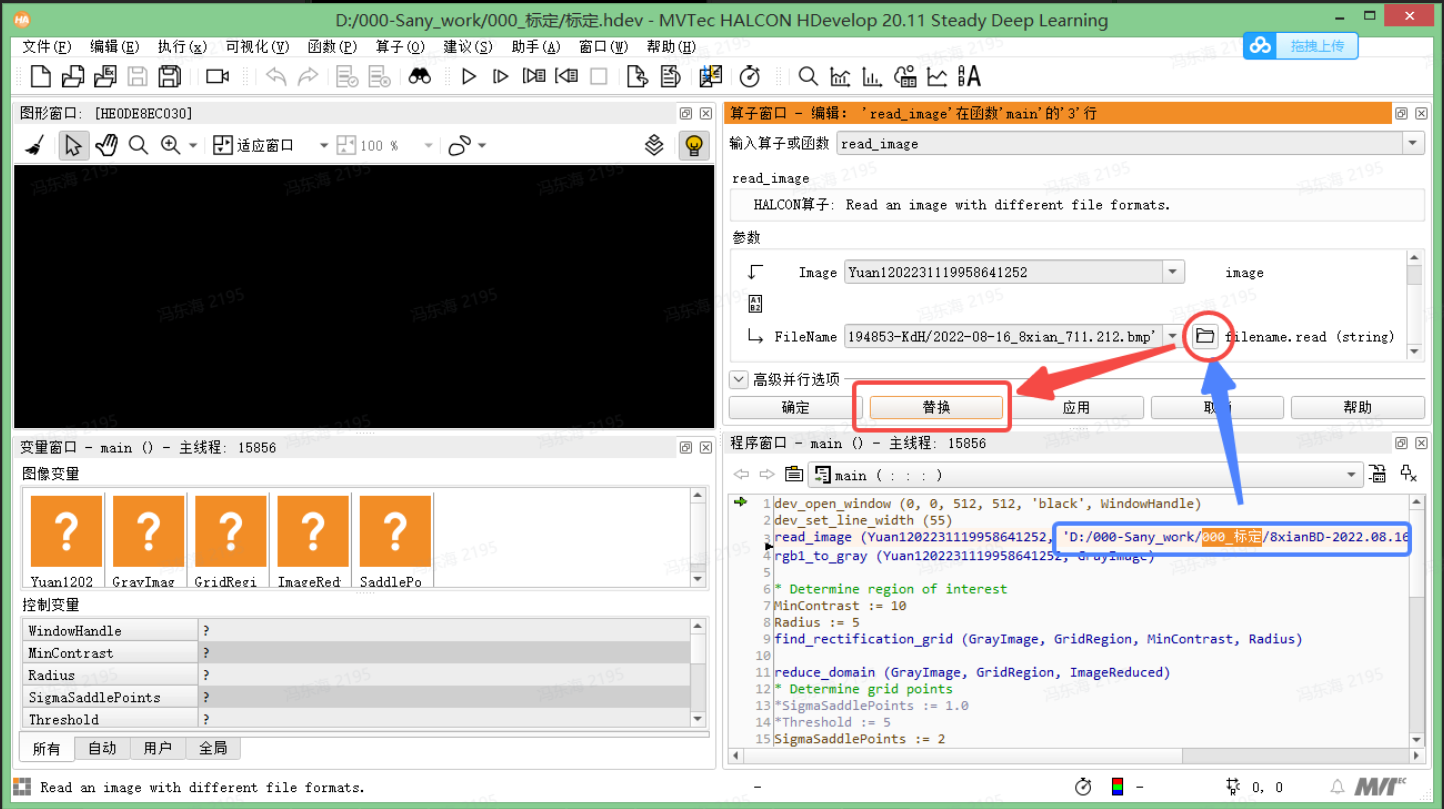 D:/000-Sany_work/000_标定/标定.hdev - MVTec HALCON HDevelop 20.11 Steady Deep Learning
文件(F) 编辑(E) 执行(x) 可视化(V) 函数(P) 算子(O) 建议(S) 助手(A) 窗口(W) 帮助(H)
拖拽上传
图形窗口: [HE0DE8EC030]
适应窗口 100 %
算子窗口 - 编辑: 'read_image'在函数'main'的'3'行
输入算子或函数 read_image
read_image
HALCON算子: Read an image with different file formats.
参数
Image Yuan1202231119958641252 image
FileName 194853-KdH/2022-08-16_8xian_711.212.bmp' filename.read (string)
高级并行选项
确定 替换 应用 取 帮助
变量窗口 - main () - 主线程: 15856
图像变量
? ? ? ? ?
Yuan1202 GrayImag GridRegi ImageRed SaddlePo
控制变量
WindowHandle ?
MinContrast ?
Radius ?
SigmaSaddlePoints ?
Threshold ?
所有 自动 用户 全局
程序窗口 - main () - 主线程: 15856
main ( : : : )
1 dev_open_window (0, 0, 512, 512, 'black', WindowHandle)
2 dev_set_line_width (55)
3 read_image (Yuan1202231119958641252, 'D:/000-Sany_work/000_标定/8xianBD-2022.08.16
4 rgb1_to_gray (Yuan1202231119958641252, GrayImage)
5
6 * Determine region of interest
7 MinContrast := 10
8 Radius := 5
9 find_rectification_grid (GrayImage, GridRegion, MinContrast, Radius)
10
11 reduce_domain (GrayImage, GridRegion, ImageReduced)
12 * Determine grid points
13 *SigmaSaddlePoints := 1.0
14 *Threshold := 5
15 SigmaSaddlePoints := 2
Read an image with different file formats.
- - 0, 0
冯东海 2195